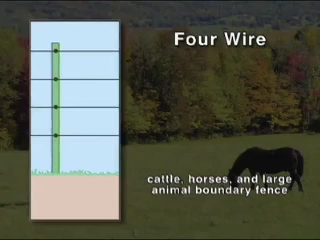 Four Wire
cattle, horses, and large
animal boundary fence